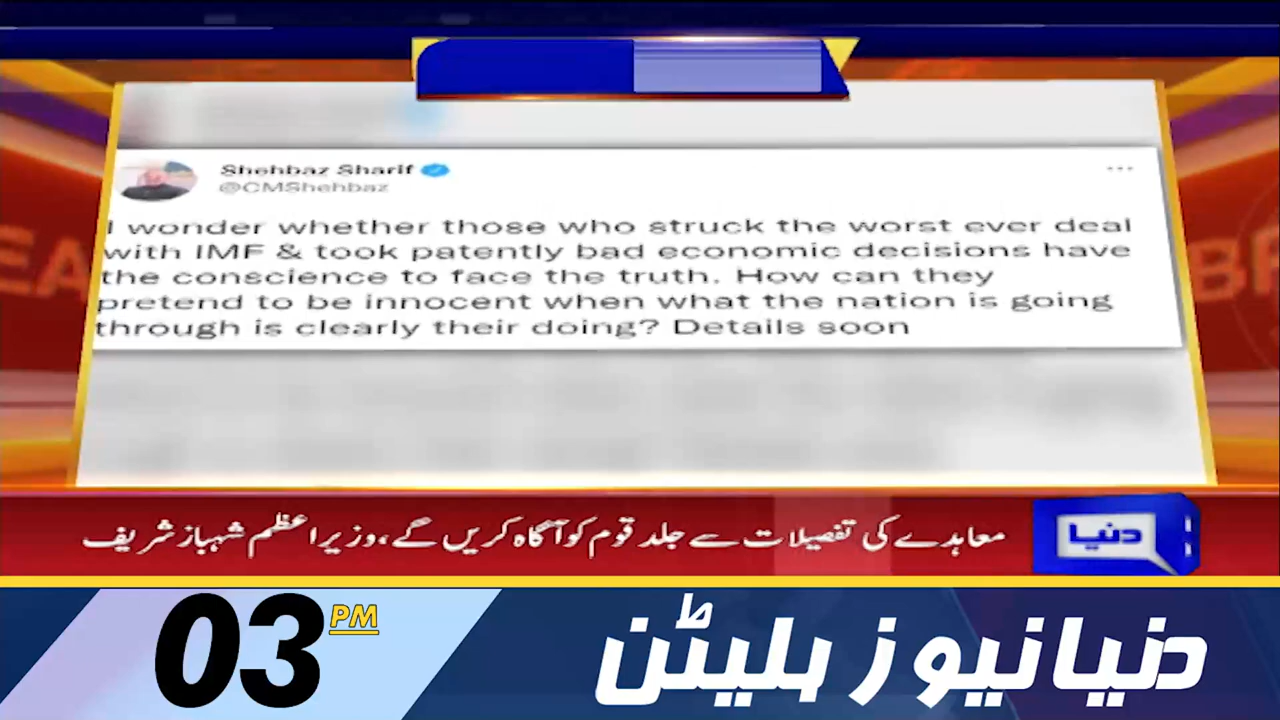 Shehbaz Sharif
@CMShehbaz
I wonder whether those who struck the worst ever deal
with IMF & took patently bad economic decisions have
the conscience to face the truth. How can they
pretend to be innocent when what the nation is going
through is clearly their doing? Details soon
معاہدے کی تفصیلات سے جلد قوم کو آگاہ کریں گے، وزیراعظم شہباز شریف
دنیا
03 PM
دنیا نیوز بلیٹن